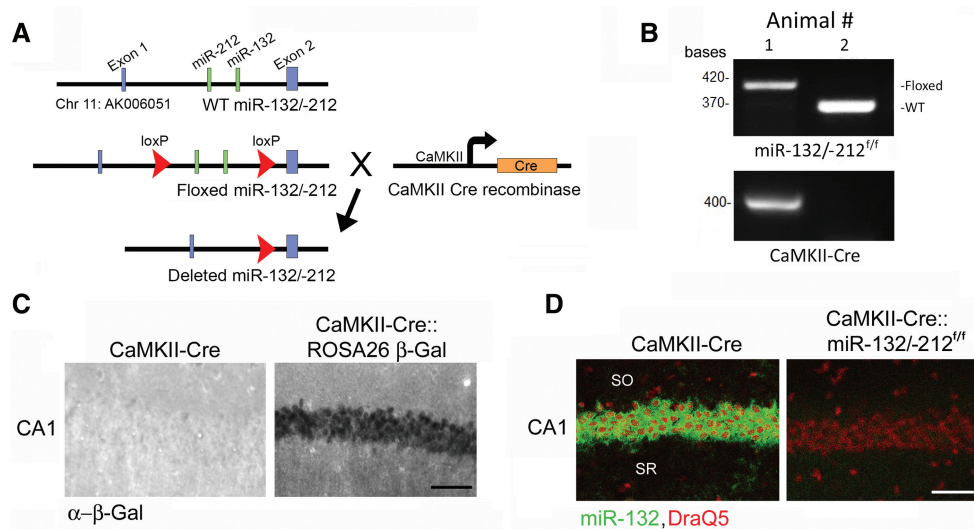 A
Exon 1
miR-212
miR-132
Exon 2
Chr 11: AK006051
WT miR-132/-212
loxP
loxP
Floxed miR-132/-212
X
CaMKII
Cre
CaMKII Cre recombinase
Deleted miR-132/-212
B
Animal #
bases
1 2
420-
370-
-Floxed
-WT
miR-132/-212f/f
400-
CaMKII-Cre
C
CaMKII-Cre
CaMKII-Cre::
ROSA26 β-Gal
CA1
α-β-Gal
D
CaMKII-Cre
CaMKII-Cre::
miR-132/-212f/f
CA1
SO
SR
miR-132, DraQ5